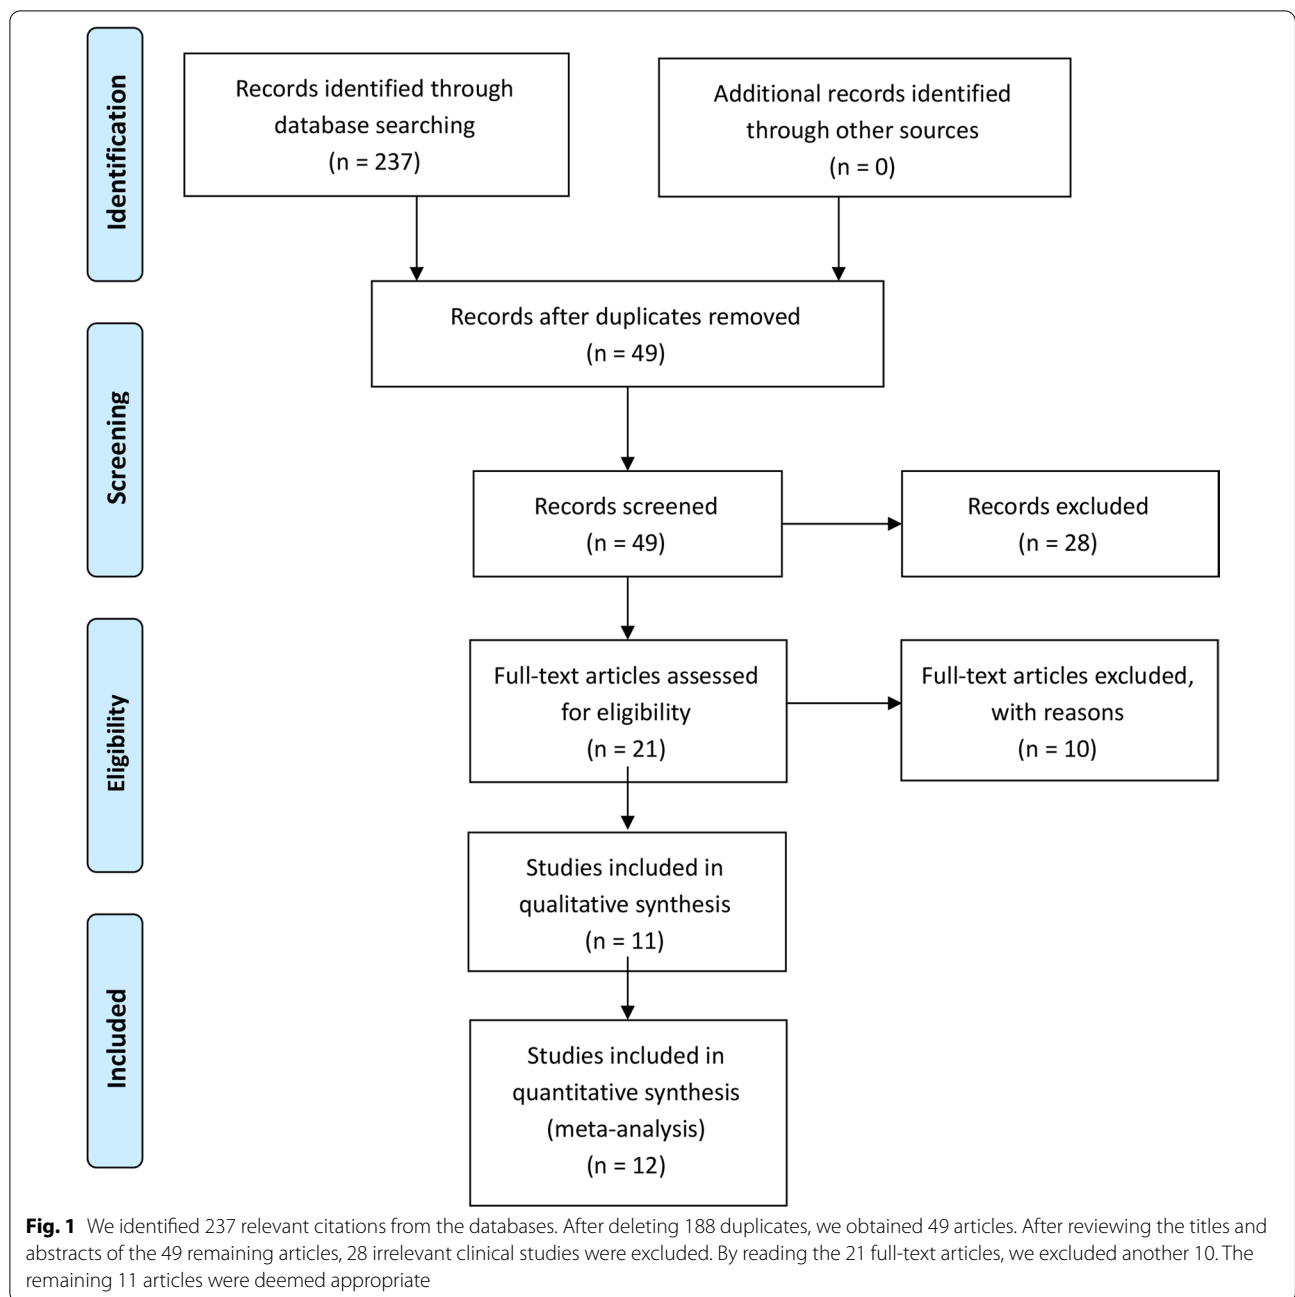 Identification
Records identified through
database searching
(n = 237)
Additional records identified
through other sources
(n = 0)
Records after duplicates removed
(n = 49)
Screening
Records screened
(n = 49)
Records excluded
(n = 28)
Eligibility
Full-text articles assessed
for eligibility
(n = 21)
Full-text articles excluded,
with reasons
(n = 10)
Studies included in
qualitative synthesis
(n = 11)
Included
Studies included in
quantitative synthesis
(meta-analysis)
(n = 12)
Fig. 1 We identified 237 relevant citations from the databases. After deleting 188 duplicates, we obtained 49 articles. After reviewing the titles and
abstracts of the 49 remaining articles, 28 irrelevant clinical studies were excluded. By reading the 21 full-text articles, we excluded another 10. The
remaining 11 articles were deemed appropriate